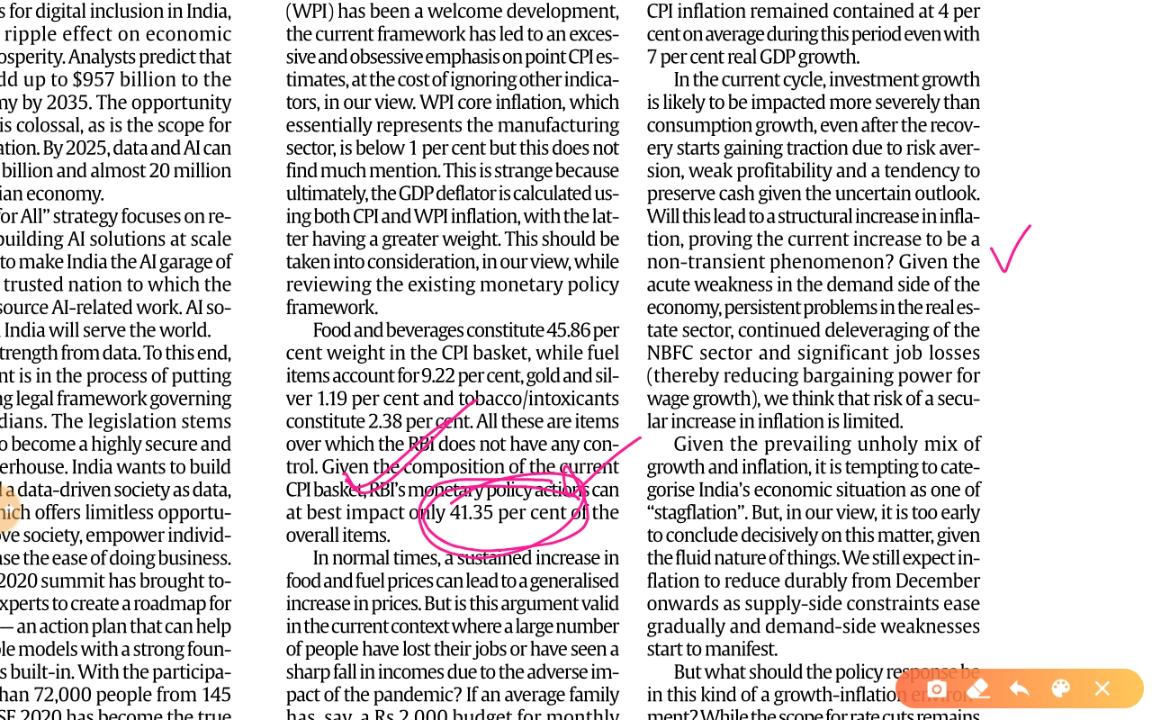 s for digital inclusion in India,
ripple effect on economic
osperity. Analysts predict that
dd up to $957 billion to the
my by 2035. The opportunity
is colossal, as is the scope for
ation. By 2025, data and AI can
billion and almost 20 million
ian economy.
for All” strategy focuses on re-
building AI solutions at scale
to make India the AI garage of
trusted nation to which the
source AI-related work. AI so-
India will serve the world.
trength from data. To this end,
nt is in the process of putting
ng legal framework governing
dians. The legislation stems
o become a highly secure and
erhouse. India wants to build
d a data-driven society as data,
hich offers limitless opportu-
ove society, empower individ-
ase the ease of doing business.
2020 summit has brought to-
xperts to create a roadmap for
— an action plan that can help
le models with a strong foun-
s built-in. With the participa-
han 72,000 people from 145
SE 2020 has become the true
(WPI) has been a welcome development,
the current framework has led to an exces-
sive and obsessive emphasis on point CPI es-
timates, at the cost of ignoring other indica-
tors, in our view. WPI core inflation, which
essentially represents the manufacturing
sector, is below 1 per cent but this does not
find much mention. This is strange because
ultimately, the GDP deflator is calculated us-
ing both CPI and WPI inflation, with the lat-
ter having a greater weight. This should be
taken into consideration, in our view, while
reviewing the existing monetary policy
framework.
Food and beverages constitute 45.86 per
cent weight in the CPI basket, while fuel
items account for 9.22 per cent, gold and sil-
ver 1.19 per cent and tobacco/intoxicants
constitute 2.38 per cent. All these are items
over which the RBI does not have any con-
trol. Given the composition of the current
CPI basket, RBI’s monetary policy actions can
at best impact only 41.35 per cent of the
overall items.
In normal times, a sustained increase in
food and fuel prices can lead to a generalised
increase in prices. But is this argument valid
in the current context where a large number
of people have lost their jobs or have seen a
sharp fall in incomes due to the adverse im-
pact of the pandemic? If an average family
has, say, a Rs 2,000 budget for monthly
CPI inflation remained contained at 4 per
cent on average during this period even with
7 per cent real GDP growth.
In the current cycle, investment growth
is likely to be impacted more severely than
consumption growth, even after the recov-
ery starts gaining traction due to risk aver-
sion, weak profitability and a tendency to
preserve cash given the uncertain outlook.
Will this lead to a structural increase in infla-
tion, proving the current increase to be a
non-transient phenomenon? Given the
acute weakness in the demand side of the
economy, persistent problems in the real es-
tate sector, continued deleveraging of the
NBFC sector and significant job losses
(thereby reducing bargaining power for
wage growth), we think that risk of a secu-
lar increase in inflation is limited.
Given the prevailing unholy mix of
growth and inflation, it is tempting to cate-
gorise India’s economic situation as one of
“stagflation”. But, in our view, it is too early
to conclude decisively on this matter, given
the fluid nature of things. We still expect in-
flation to reduce durably from December
onwards as supply-side constraints ease
gradually and demand-side weaknesses
start to manifest.
But what should the policy response be
in this kind of a growth-inflation environ-
ment? While the scope for rate cuts remains